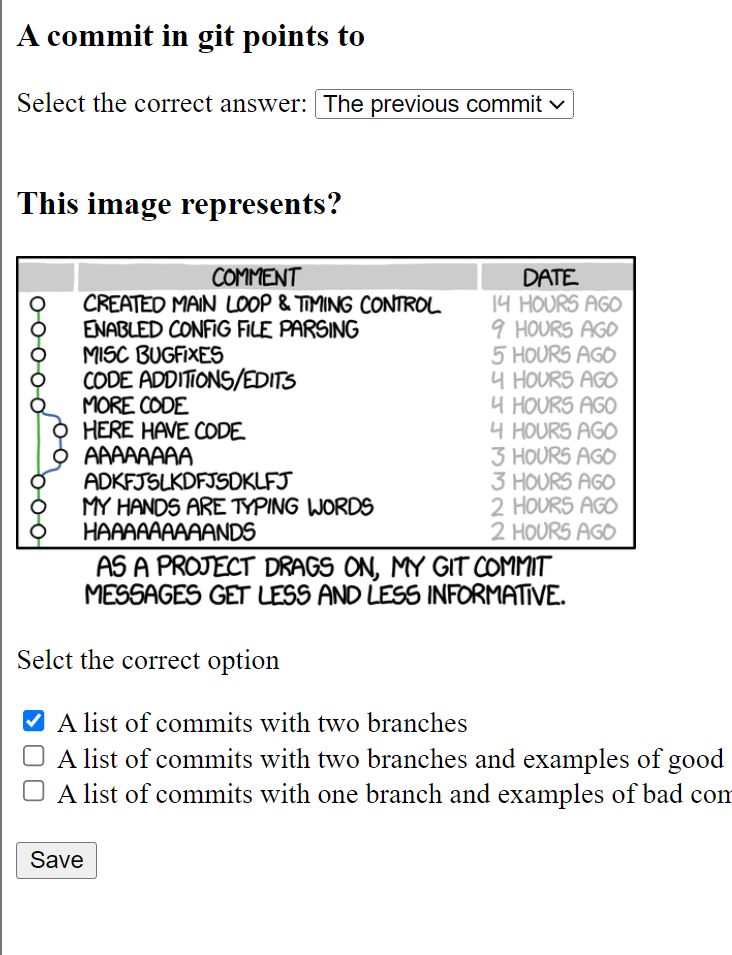 A commit in git points to
Select the correct answer: The previous commit
This image represents?
COMMENT DATE
CREATED MAIN LOOP & TIMING CONTROL 14 HOURS AGO
ENABLED CONFIG FILE PARSING 9 HOURS AGO
MISC BUGFIXES 5 HOURS AGO
CODE ADDITIONS/EDITS 4 HOURS AGO
MORE CODE 4 HOURS AGO
HERE HAVE CODE 4 HOURS AGO
AAAAAAAA 3 HOURS AGO
ADKFJSLKDFJSDKLFJ 3 HOURS AGO
MY HANDS ARE TYPING WORDS 2 HOURS AGO
HAAAAAAAAANDS 2 HOURS AGO
AS A PROJECT DRAGS ON, MY GIT COMMIT
MESSAGES GET LESS AND LESS INFORMATIVE.
Selct the correct option
A list of commits with two branches
A list of commits with two branches and examples of good
A list of commits with one branch and examples of bad
Save